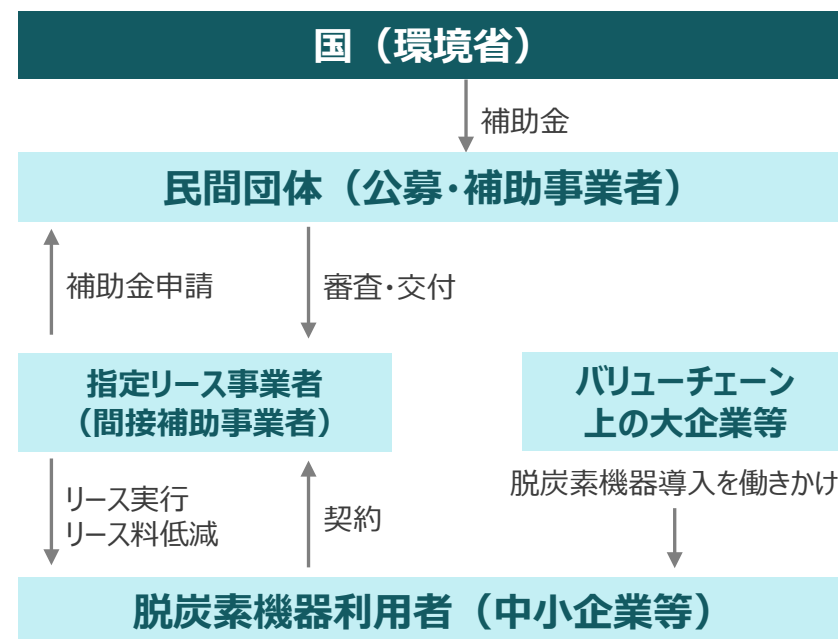 国（環境省）
補助金
民間団体（公募・補助事業者）
補助金申請
審査・交付
指定リース事業者
（間接補助事業者）
バリューチェーン
上の大企業等
脱炭素機器導入を働きかけ
リース実行
リース料低減
契約
脱炭素機器利用者（中小企業等）